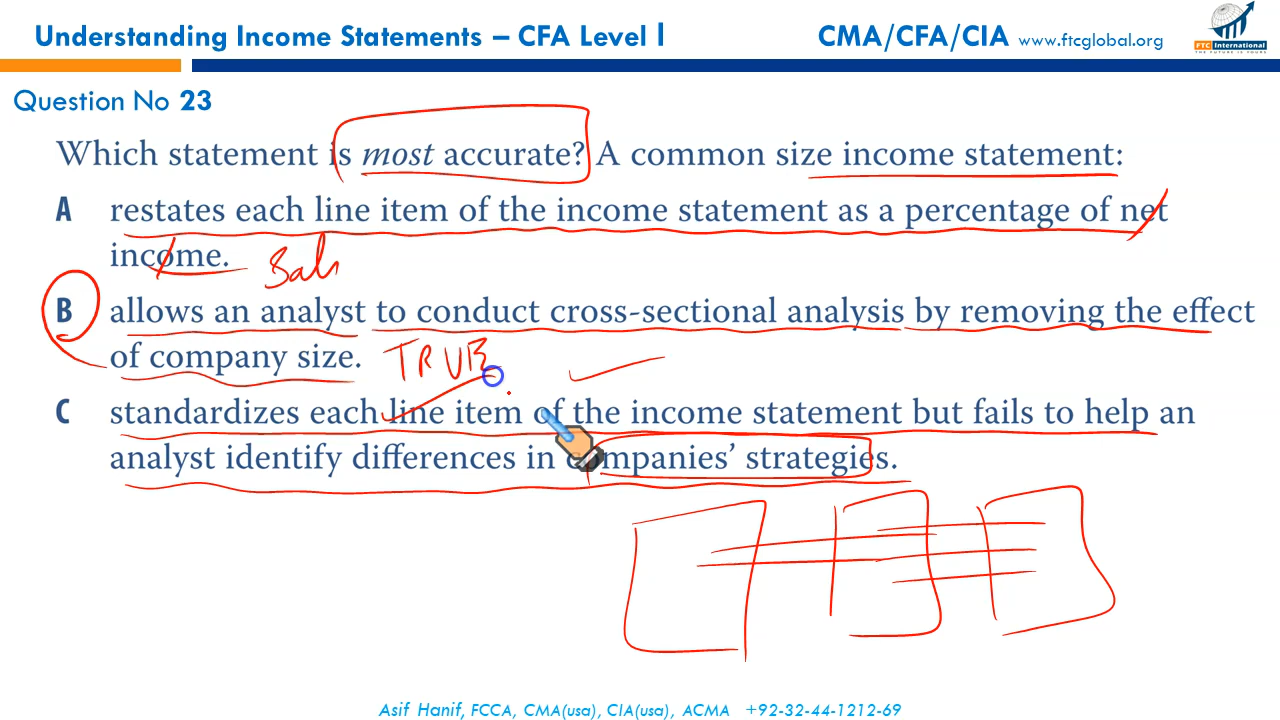 Understanding Income Statements – CFA Level I
CMA/CFA/CIA www.ftcglobal.org
FTC International
THE FUTURE IS YOURS
Question No 23
Which statement is most accurate? A common size income statement:
A restates each line item of the income statement as a percentage of net
income.
B allows an analyst to conduct cross-sectional analysis by removing the effect
of company size. TRUE
C standardizes each line item of the income statement but fails to help an
analyst identify differences in companies’ strategies.
Asif Hanif, FCCA, CMA(usa), CIA(usa), ACMA +92-32-44-1212-69